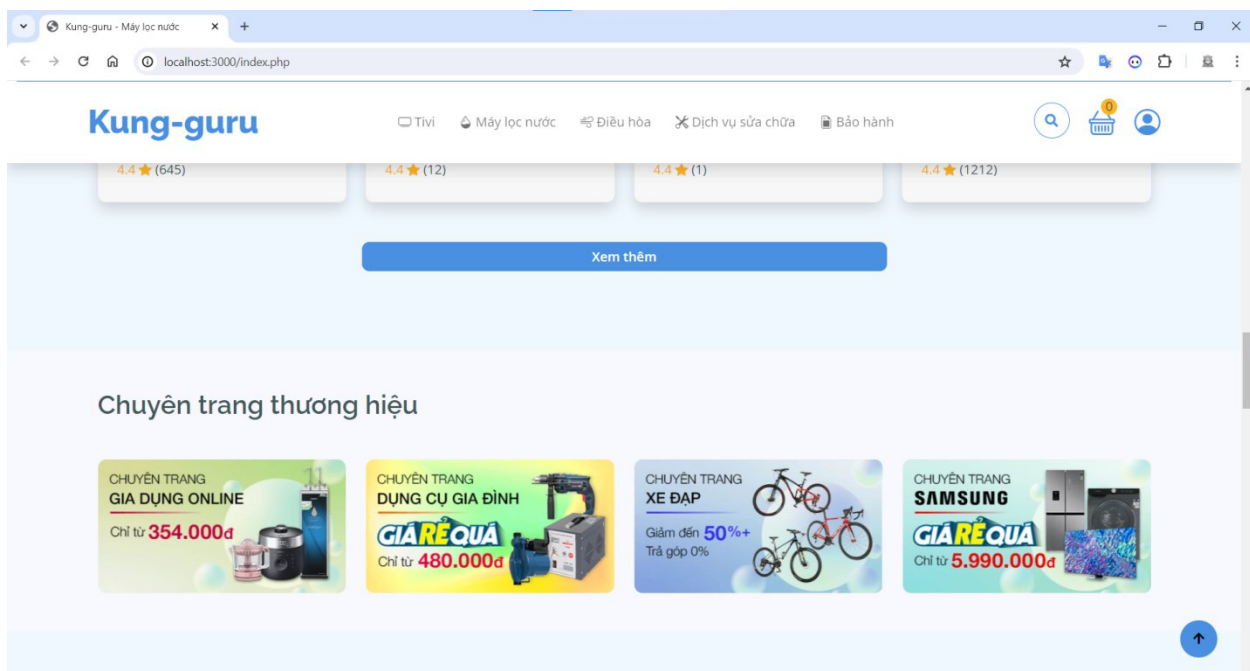 Kung-guru - Máy lọc nước
localhost:3000/index.php
Kung-guru
Tivi Máy lọc nước Điều hòa Dịch vụ sửa chữa Bảo hành
0
4.4 (645) 4.4 (12) 4.4 (1) 4.4 (1212)
Xem thêm
Chuyên trang thương hiệu
CHUYÊN TRANG
GIA DỤNG ONLINE
Chỉ từ 354.000đ
CHUYÊN TRANG
DỤNG CỤ GIA ĐÌNH
GIÁ RẺ QUÁ
Chỉ từ 480.000đ
CHUYÊN TRANG
XE ĐẠP
Giảm đến 50%+
Trả góp 0%
CHUYÊN TRANG
SAMSUNG
GIÁ RẺ QUÁ
Chỉ từ 5.990.000đ